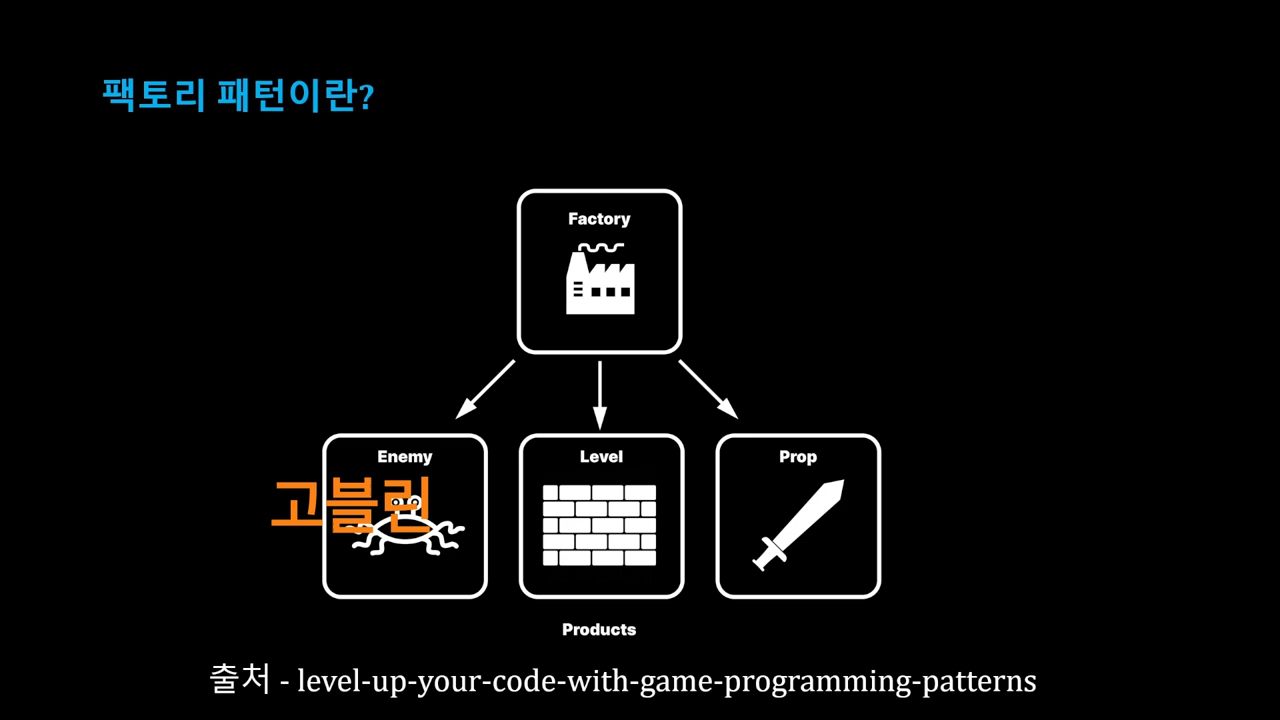 팩토리 패턴이란?
Factory
Enemy
Level
Prop
고블린
Products
출처 - level-up-your-code-with-game-programming-patterns